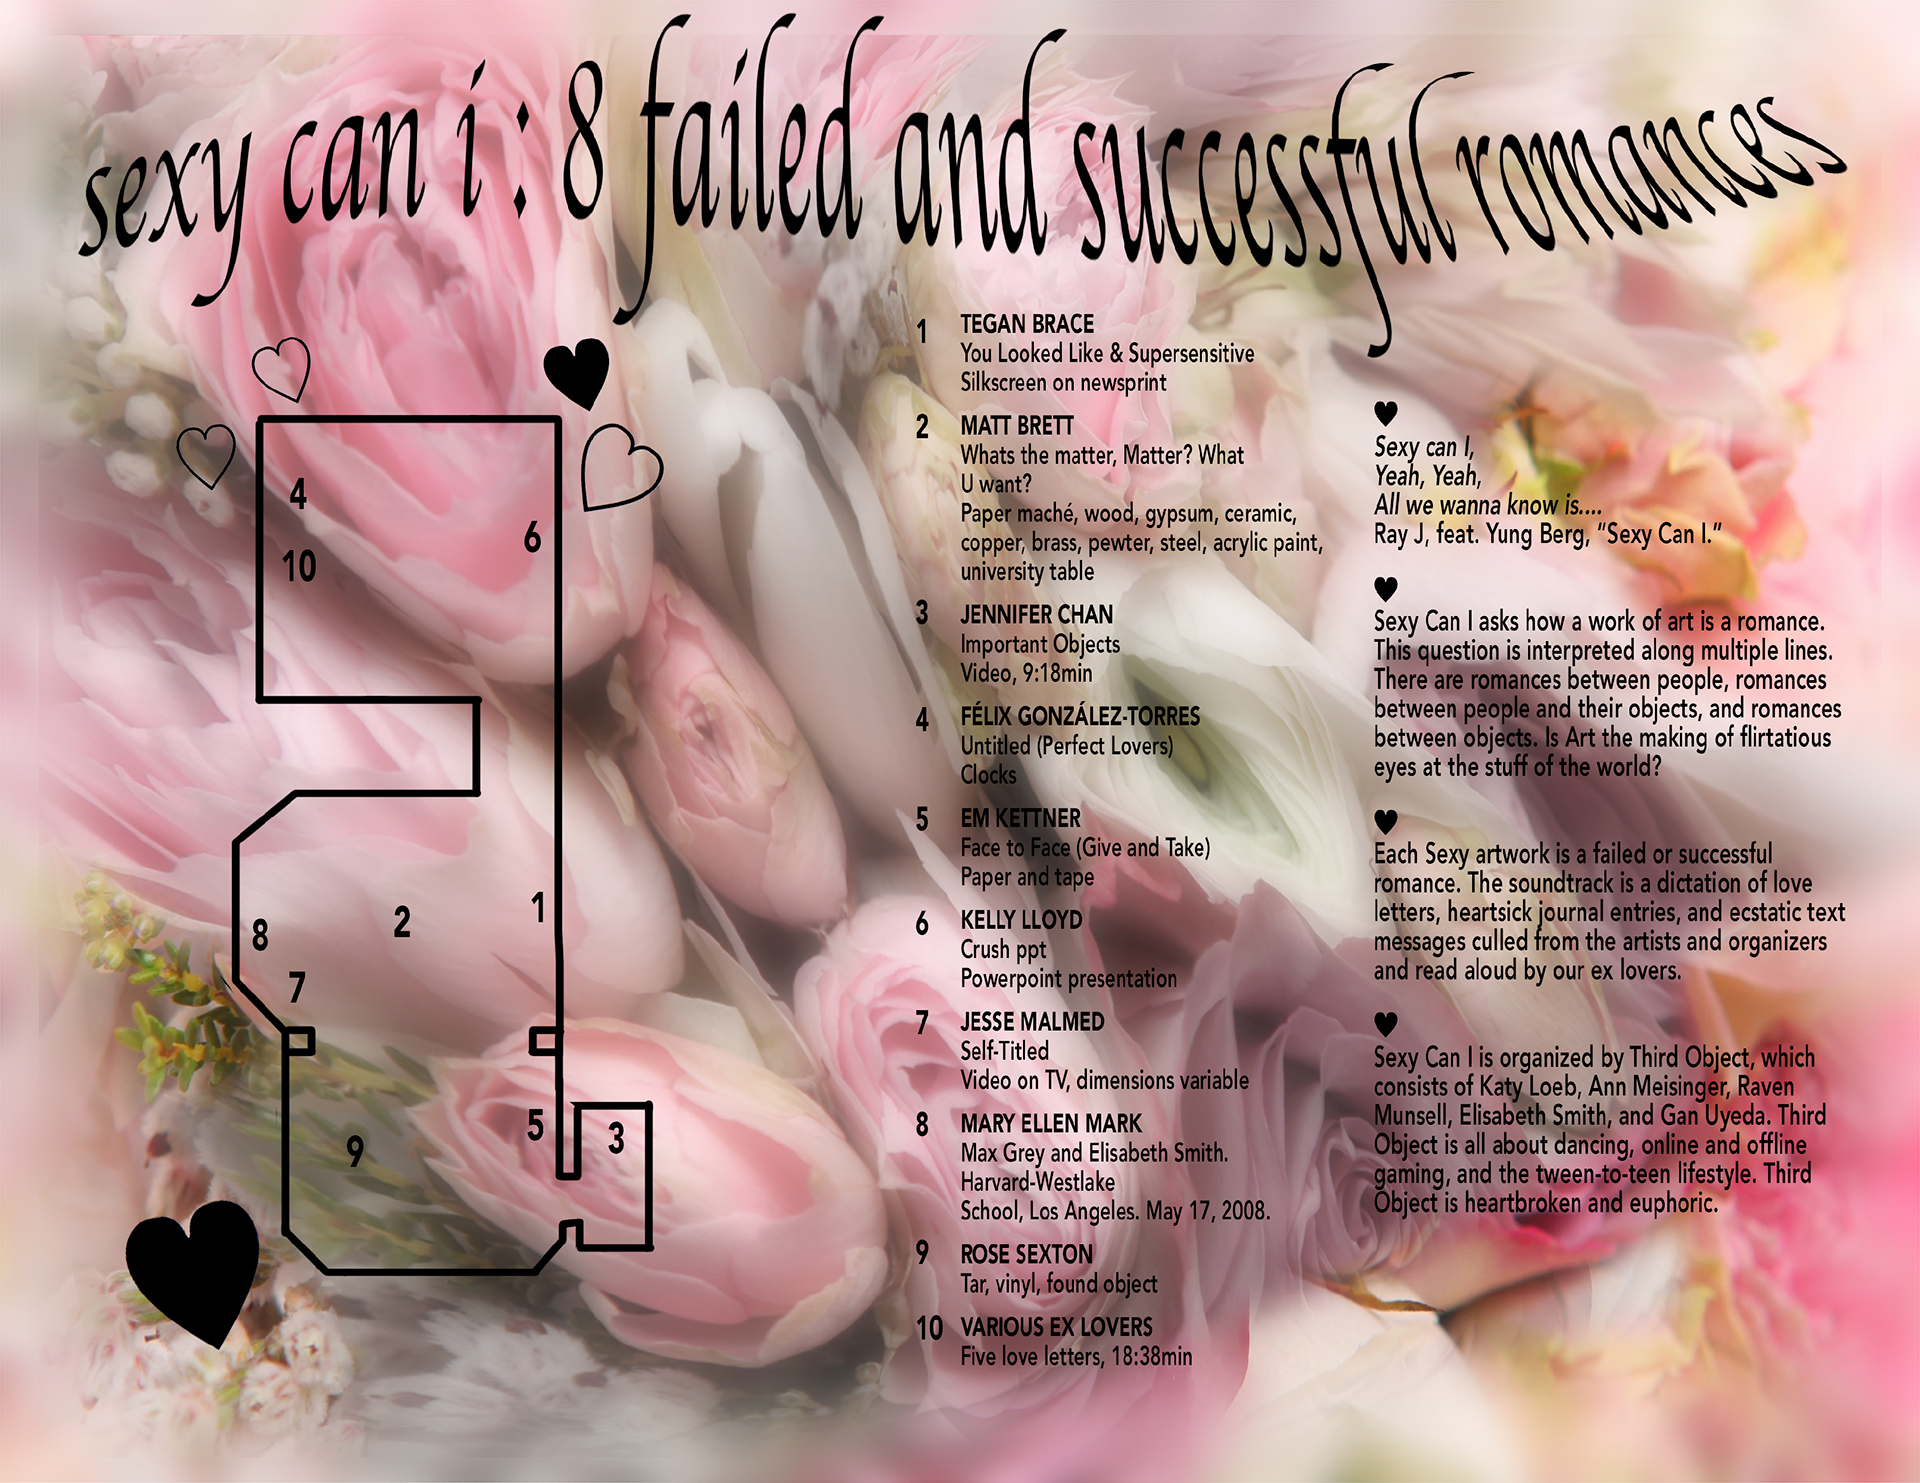 sexy can i : 8 failed and successful romances
4
10
6
8
2
1
7
5
3
9
1 TEGAN BRACE
You Looked Like & Supersensitive
Silkscreen on newsprint
2 MATT BRETT
Whats the matter, Matter? What
U want?
Paper maché, wood, gypsum, ceramic,
copper, brass, pewter, steel, acrylic paint,
university table
3 JENNIFER CHAN
Important Objects
Video, 9:18min
4 FÉLIX GONZÁLEZ-TORRES
Untitled (Perfect Lovers)
Clocks
5 EM KETTNER
Face to Face (Give and Take)
Paper and tape
6 KELLY LLOYD
Crush ppt
Powerpoint presentation
7 JESSE MALMED
Self-Titled
Video on TV, dimensions variable
8 MARY ELLEN MARK
Max Grey and Elisabeth Smith.
Harvard-Westlake
School, Los Angeles. May 17, 2008.
9 ROSE SEXTON
Tar, vinyl, found object
10 VARIOUS EX LOVERS
Five love letters, 18:38min
Sexy can I,
Yeah, Yeah,
All we wanna know is....
Ray J, feat. Yung Berg, “Sexy Can I.”
Sexy Can I asks how a work of art is a romance.
This question is interpreted along multiple lines.
There are romances between people, romances
between people and their objects, and romances
between objects. Is Art the making of flirtatious
eyes at the stuff of the world?
Each Sexy artwork is a failed or successful
romance. The soundtrack is a dictation of love
letters, heartsick journal entries, and ecstatic text
messages culled from the artists and organizers
and read aloud by our ex lovers.
Sexy Can I is organized by Third Object, which
consists of Katy Loeb, Ann Meisinger, Raven
Munsell, Elisabeth Smith, and Gan Uyeda. Third
Object is all about dancing, online and offline
gaming, and the tween-to-teen lifestyle. Third
Object is heartbroken and euphoric.